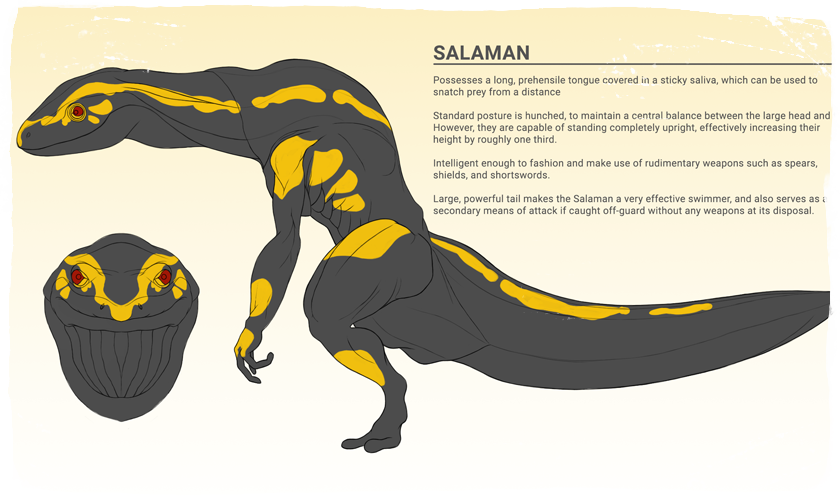 SALAMAN
Possesses a long, prehensile tongue covered in a sticky saliva, which can be used to
snatch prey from a distance
Standard posture is hunched, to maintain a central balance between the large head and
However, they are capable of standing completely upright, effectively increasing their
height by roughly one third.
Intelligent enough to fashion and make use of rudimentary weapons such as spears,
shields, and shortswords.
Large, powerful tail makes the Salaman a very effective swimmer, and also serves as
secondary means of attack if caught off-guard without any weapons at its disposal.